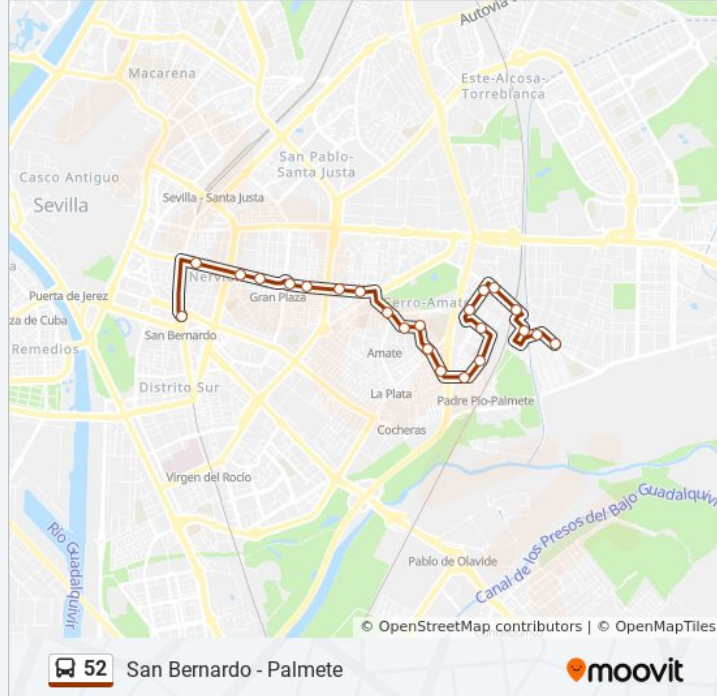 Autovía
Macarena
Este-Alcosa-
Torreblanca
San Pablo-
Santa Justa
Casco Antiguo
Sevilla - Santa Justa
Sevilla
a
Nervi
Puerta de Jerez
Gran Plaza
Cerro-Amate
za de Cuba
San Bernardo
Remedios
Amate
Distrito Sur
La Plata
Padre Pío-Palmete
Cocheras
Virgen del Rocío
Río Guadalquivir
Canal de los Presos del Bajo Guadalquivir
Pablo de Olavide
© OpenStreetMap contributors | © OpenMapTiles
52 San Bernardo - Palmete
moovit